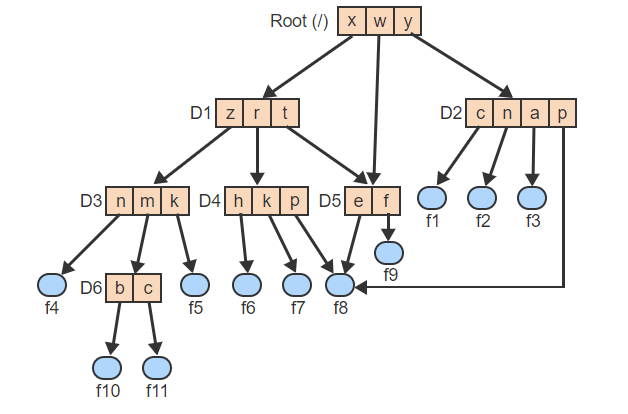 Root (/) x w y
D1 z r t D2 c n a p
D3 n m k D4 h k p D5 e f
f1 f2 f3
f9
f4 D6 b c f5 f6 f7 f8
f10 f11